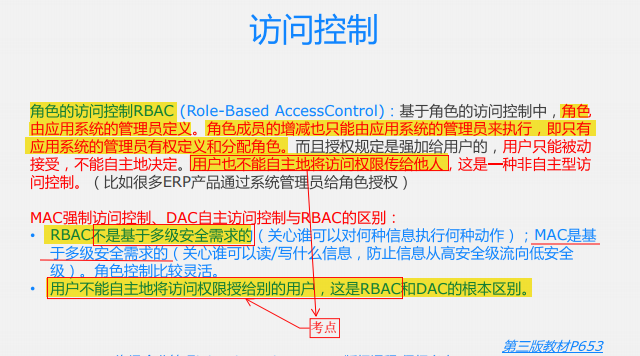 访问控制
角色的访问控制RBAC (Role-Based AccessControl)：基于角色的访问控制中，角色
由应用系统的管理员定义。角色成员的增减也只能由应用系统的管理员来执行，即只有
应用系统的管理员有权定义和分配角色。而且授权规定是强加给用户的，用户只能被动
接受，不能自主地决定。用户也不能自主地将访问权限传给他人，这是一种非自主型访
问控制。（比如很多ERP产品通过系统管理员给角色授权）
MAC强制访问控制、DAC自主访问控制与RBAC的区别：
• RBAC不是基于多级安全需求的（关心谁可以对何种信息执行何种动作）；MAC是基
于多级安全需求的（关心谁可以读/写什么信息，防止信息从高安全级流向低安全
级）。角色控制比较灵活。
• 用户不能自主地将访问权限授给别的用户，这是RBAC和DAC的根本区别。
考点
第三版教材P653